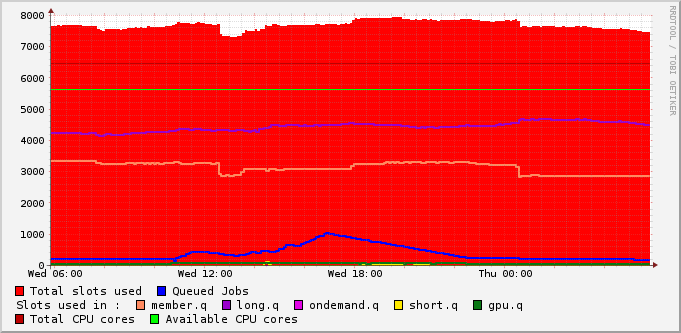 8000
7000
6000
5000
4000
3000
2000
1000
0
Wed 06:00 Wed 12:00 Wed 18:00 Thu 00:00
Total slots used Queued Jobs
Slots used in : member.q long.q ondemand.q short.q gpu.q
Total CPU cores Available CPU cores
RRDTOOL / TOBI OETIKER